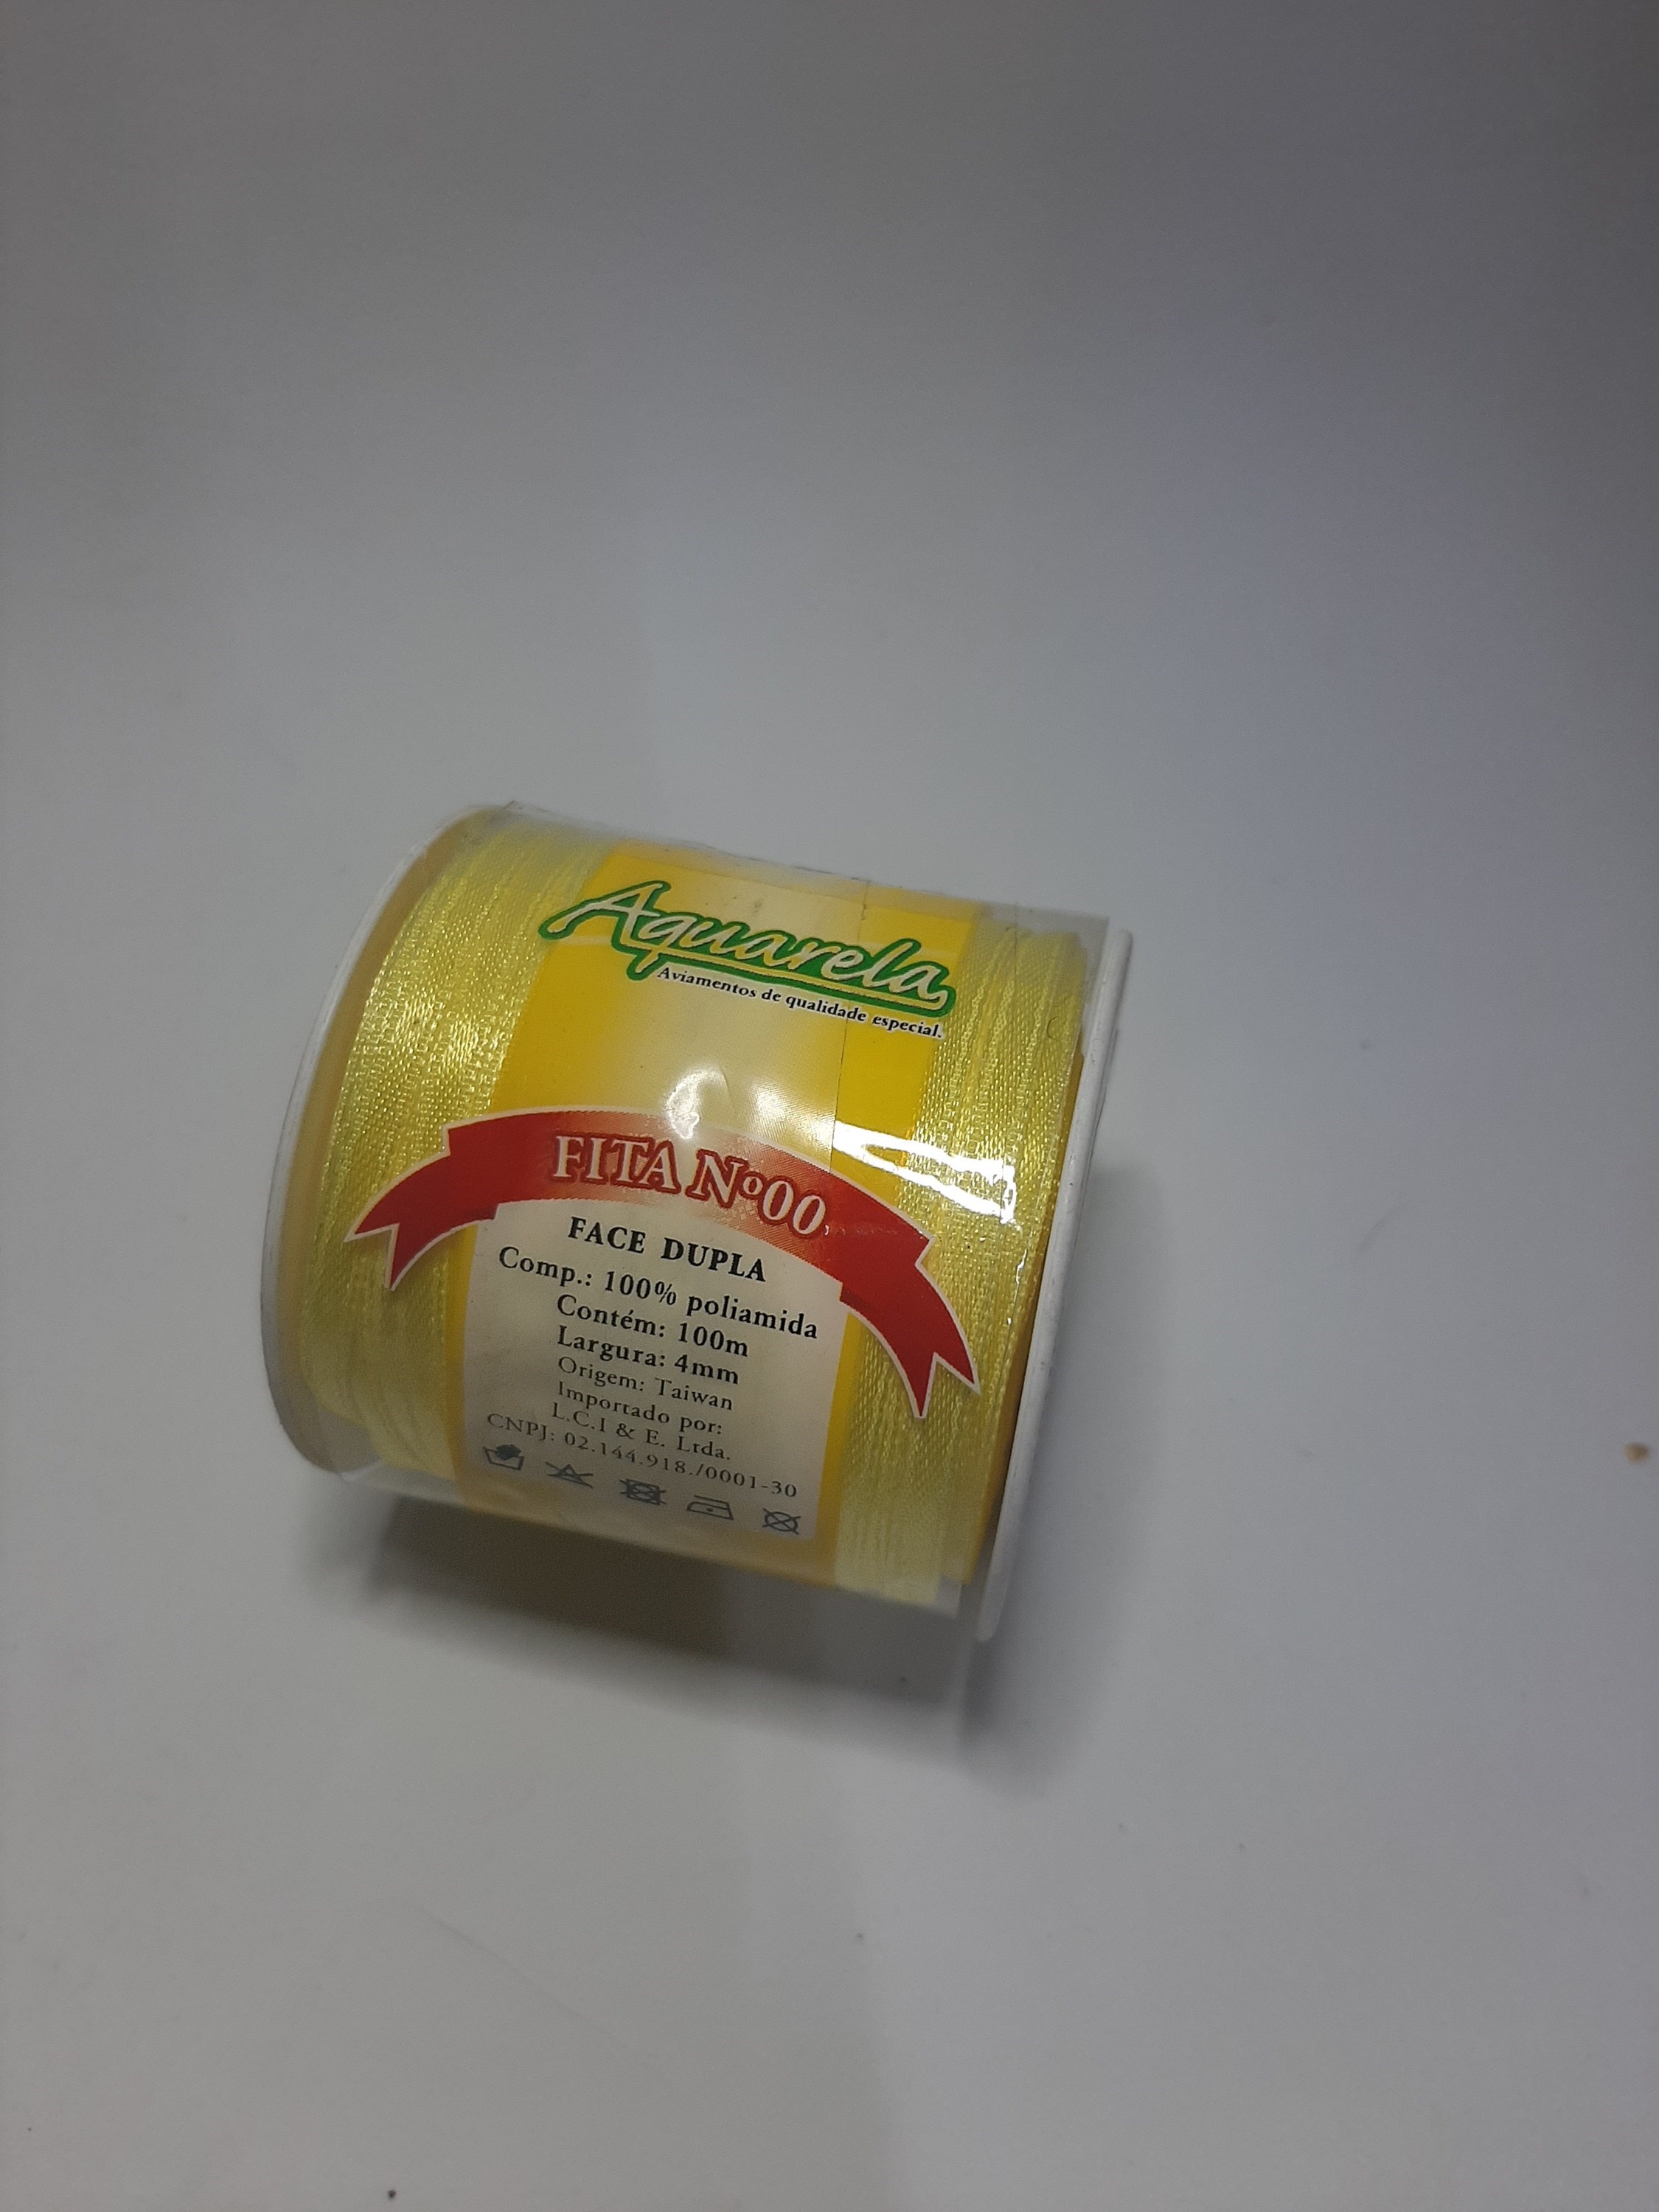 Aquarela
Aviamentos de qualidade especial.
FITA Nº00
FACE DUPLA
Comp.: 100% poliamida
Contém: 100m
Largura: 4mm
Origem: Taiwan
Importado por:
L.C.I & E. Ltda.
CNPJ: 02.144.918./0001-30